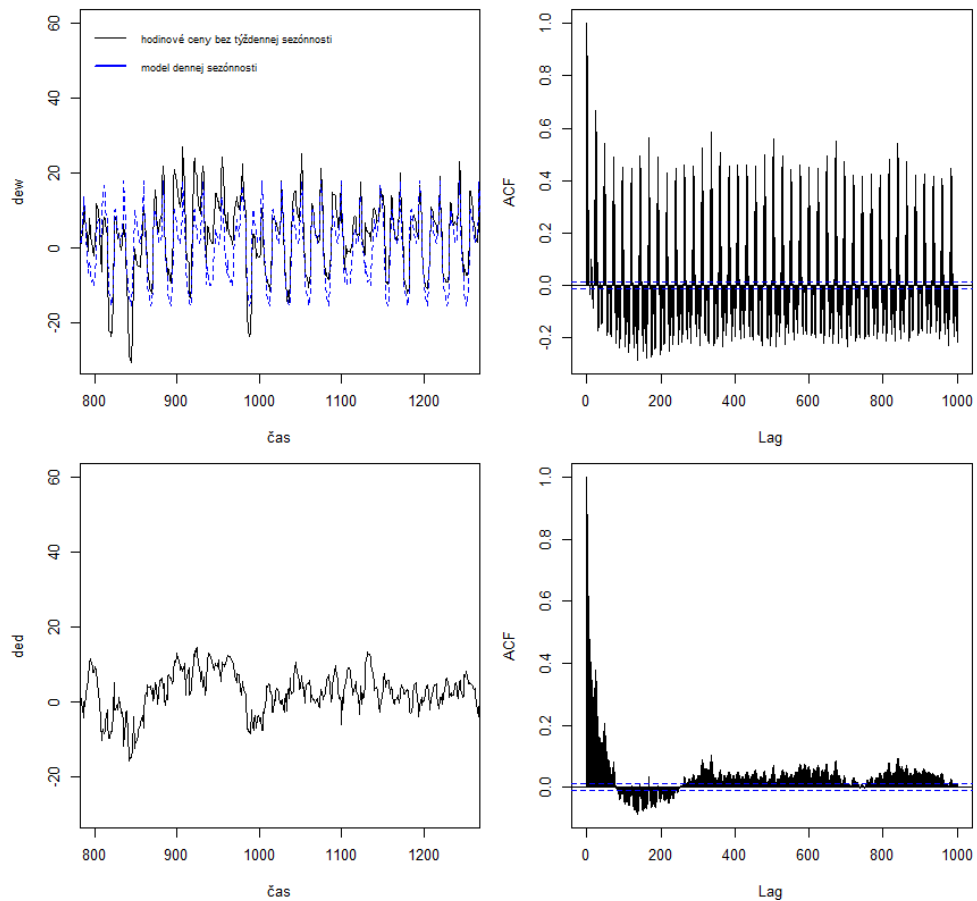 60
40
20
0
-20
dew
hodinové ceny bez týždennej sezónnosti
model dennej sezónnosti
800 900 1000 1100 1200
čas
1.0
0.8
0.6
0.4
0.2
0.0
-0.2
ACF
0 200 400 600 800 1000
Lag
60
40
20
0
-20
ded
800 900 1000 1100 1200
čas
1.0
0.8
0.6
0.4
0.2
0.0
ACF
0 200 400 600 800 1000
Lag